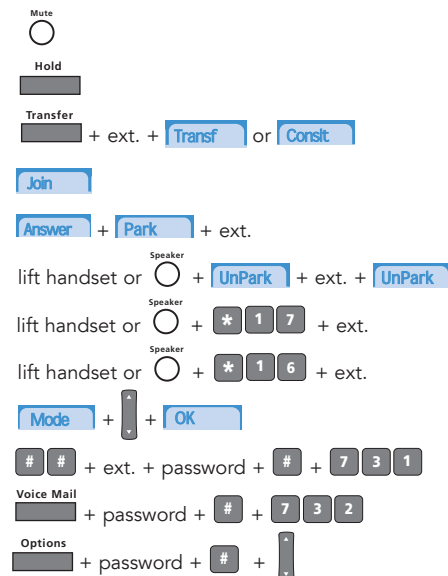 Mute
Hold
Transfer
+ ext. + Transf or Conslt
Join
Answer + Park + ext.
Speaker
lift handset or + UnPark + ext. + UnPark
Speaker
lift handset or + * 1 7 + ext.
Speaker
lift handset or + * 1 6 + ext.
Mode + + OK
# # + ext. + password + # + 7 3 1
Voice Mail
+ password + # + 7 3 2
Options
+ password + # +